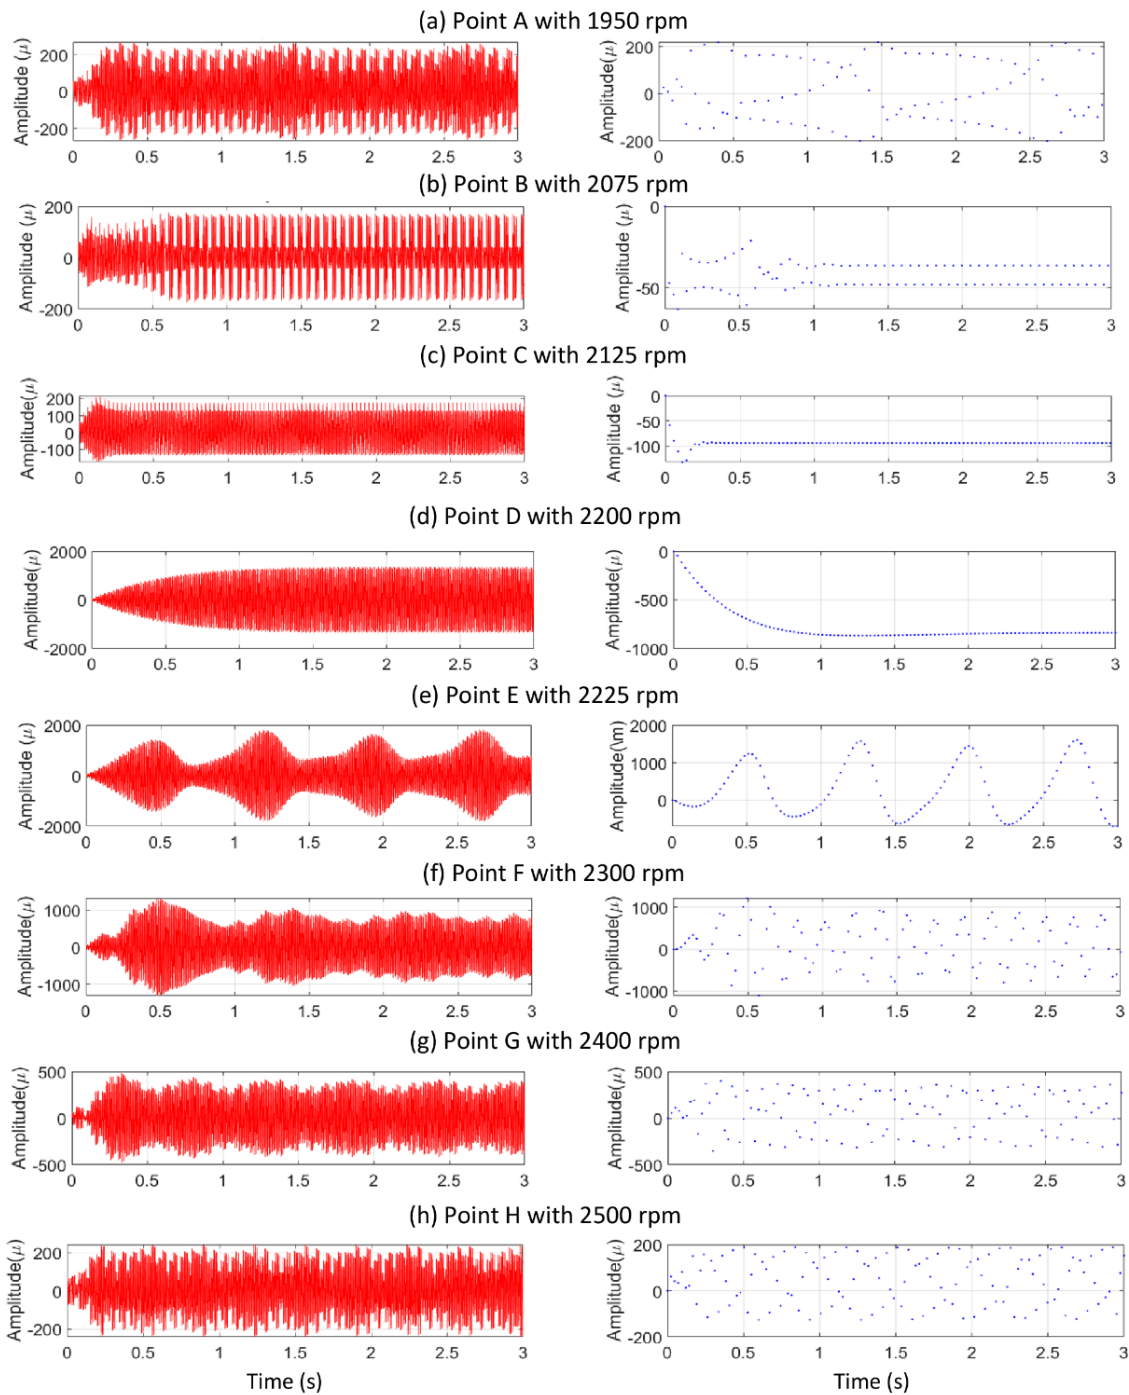 (a) Point A with 1950 rpm
Amplitude (μ)
200
0
-200
0 0.5 1 1.5 2 2.5 3
Amplitude(μ)
200
0
-200
0 0.5 1 1.5 2 2.5 3
(b) Point B with 2075 rpm
Amplitude (μ)
200
0
-200
0 0.5 1 1.5 2 2.5 3
Amplitude (μ)
0
-50
0 0.5 1 1.5 2 2.5 3
(c) Point C with 2125 rpm
Amplitude(μ)
200
100
0
-100
0 0.5 1 1.5 2 2.5 3
Amplitude (μ)
0
-50
-100
0 0.5 1 1.5 2 2.5 3
(d) Point D with 2200 rpm
Amplitude(μ)
2000
0
-2000
0 0.5 1 1.5 2 2.5 3
Amplitude(μ)
0
-500
-1000
0 0.5 1 1.5 2 2.5 3
(e) Point E with 2225 rpm
Amplitude (μ)
2000
0
-2000
0 0.5 1 1.5 2 2.5 3
Amplitude(\m)
2000
1000
0
0 0.5 1 1.5 2 2.5 3
(f) Point F with 2300 rpm
Amplitude(μ)
1000
0
-1000
0 0.5 1 1.5 2 2.5 3
Amplitude(μ)
1000
0
-1000
0 0.5 1 1.5 2 2.5 3
(g) Point G with 2400 rpm
Amplitude(μ)
500
0
-500
0 0.5 1 1.5 2 2.5 3
Amplitude(μ)
500
0
-500
0 0.5 1 1.5 2 2.5 3
(h) Point H with 2500 rpm
Amplitude(μ)
200
0
-200
0 0.5 1 1.5 2 2.5 3
Time (s)
Amplitude(μ)
200
0
-200
0 0.5 1 1.5 2 2.5 3
Time (s)